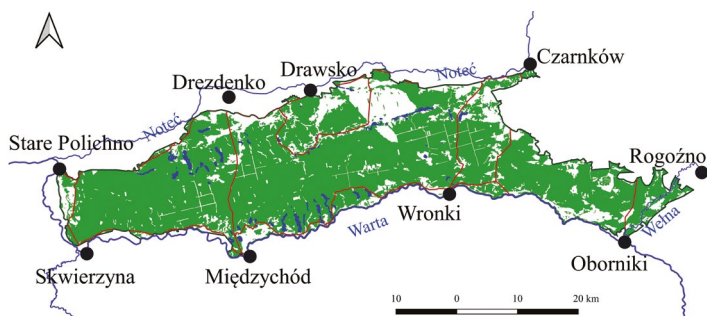 Czarnków
Noteć
Drawsko
Drezdenko
Noteć
Stare Polichno
Rogoźno
Wełna
Wronki
Warta
Oborniki
Skwierzyna
Międzychód
10 0 10 20 km